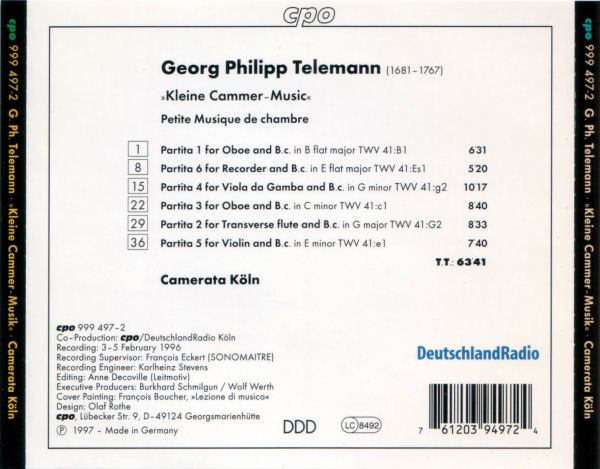 cpo
cpo 999 497-2 G. Ph. Telemann · »Kleine Cammer-Musik« · Camerata Köln
Georg Philipp Telemann (1681–1767)
»Kleine Cammer-Music«
Petite Musique de chambre
1 Partita 1 for Oboe and B.c. in B flat major TWV 41:B1 6'31
8 Partita 6 for Recorder and B.c. in E flat major TWV 41:Es1 5'20
15 Partita 4 for Viola da Gamba and B.c. in G minor TWV 41:g2 10'17
22 Partita 3 for Oboe and B.c. in C minor TWV 41:c1 8'40
29 Partita 2 for Transverse flute and B.c. in G major TWV 41:G2 8'33
36 Partita 5 for Violin and B.c. in E minor TWV 41:e1 7'40
T.T.: 63'41
Camerata Köln
cpo 999 497-2
Co-Production: cpo/DeutschlandRadio Köln
Recording: 3–5 February 1996
Recording Supervisor: François Eckert (SONOMAITRE)
Recording Engineer: Karlheinz Stevens
Editing: Anne Decoville (Leitmotiv)
Executive Producers: Burkhard Schmilgun / Wolf Werth
Cover Painting: François Boucher, »Lezione di musica«
Design: Olaf Rothe
cpo, Lübecker Str. 9, D-49124 Georgsmarienhütte
Ⓟ 1997 – Made in Germany
DDD
LC 8492
DeutschlandRadio
7 61203 94972 4
cpo 999 497-2 G. Ph. Telemann · »Kleine Cammer-Musik« · Camerata Köln